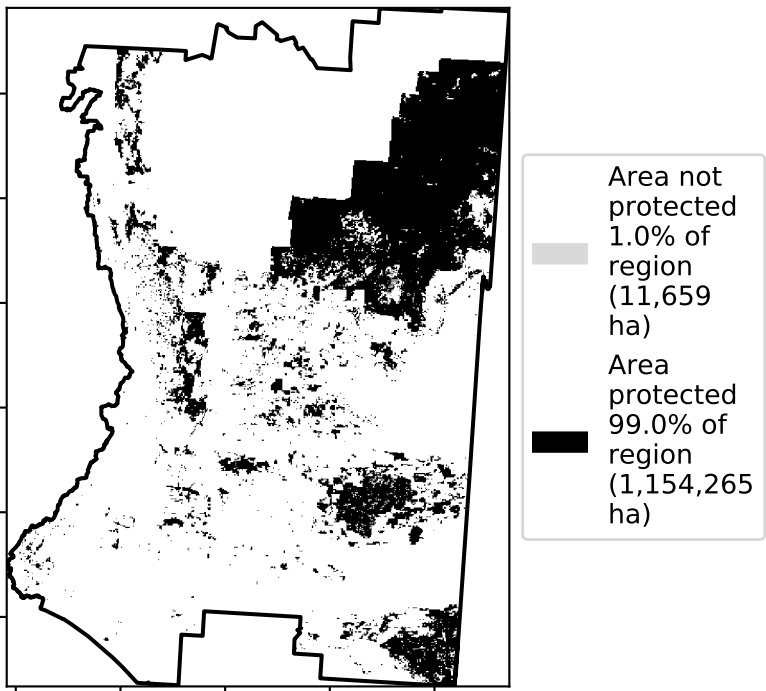 Area not
protected
1.0% of
region
(11,659
ha)
Area
protected
99.0% of
region
(1,154,265
ha)